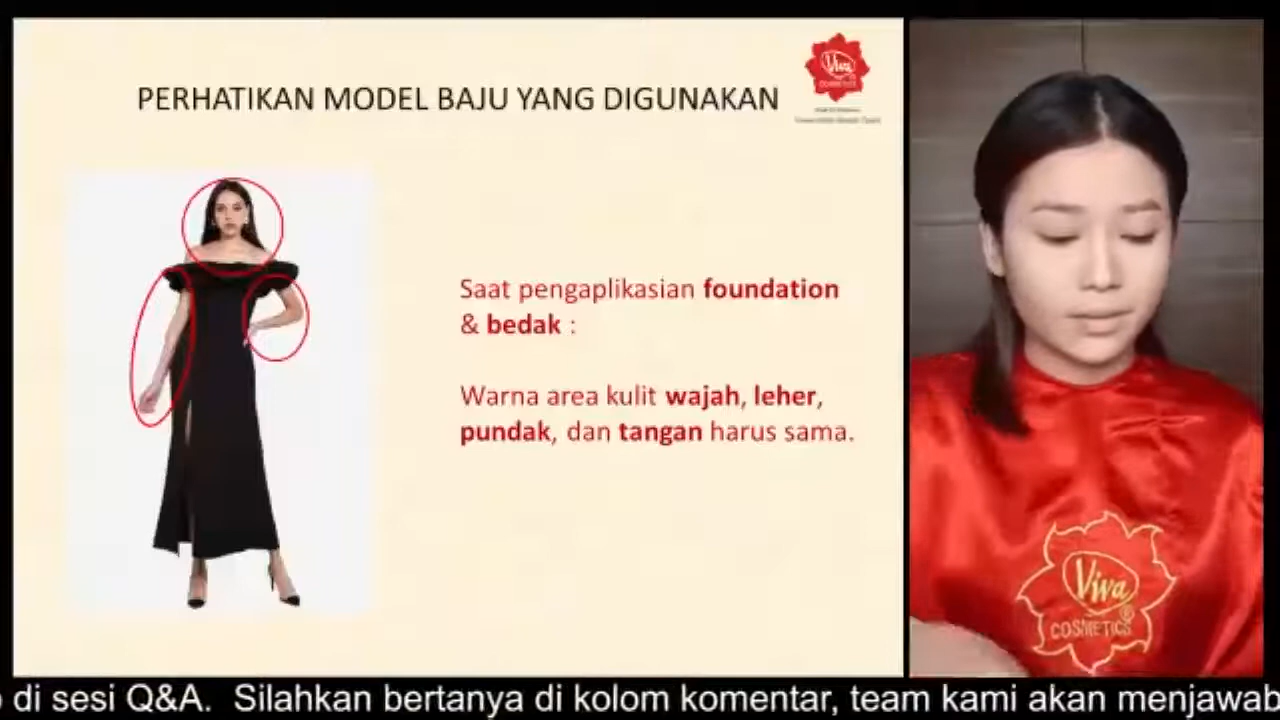 PERHATIKAN MODEL BAJU YANG DIGUNAKAN
Viva
COSMETICS
Saat pengaplikasian foundation
& bedak :
Warna area kulit wajah, leher,
pundak, dan tangan harus sama.
Viva®
COSMETICS
di sesi Q&A. Silahkan bertanya di kolom komentar, team kami akan menjawab